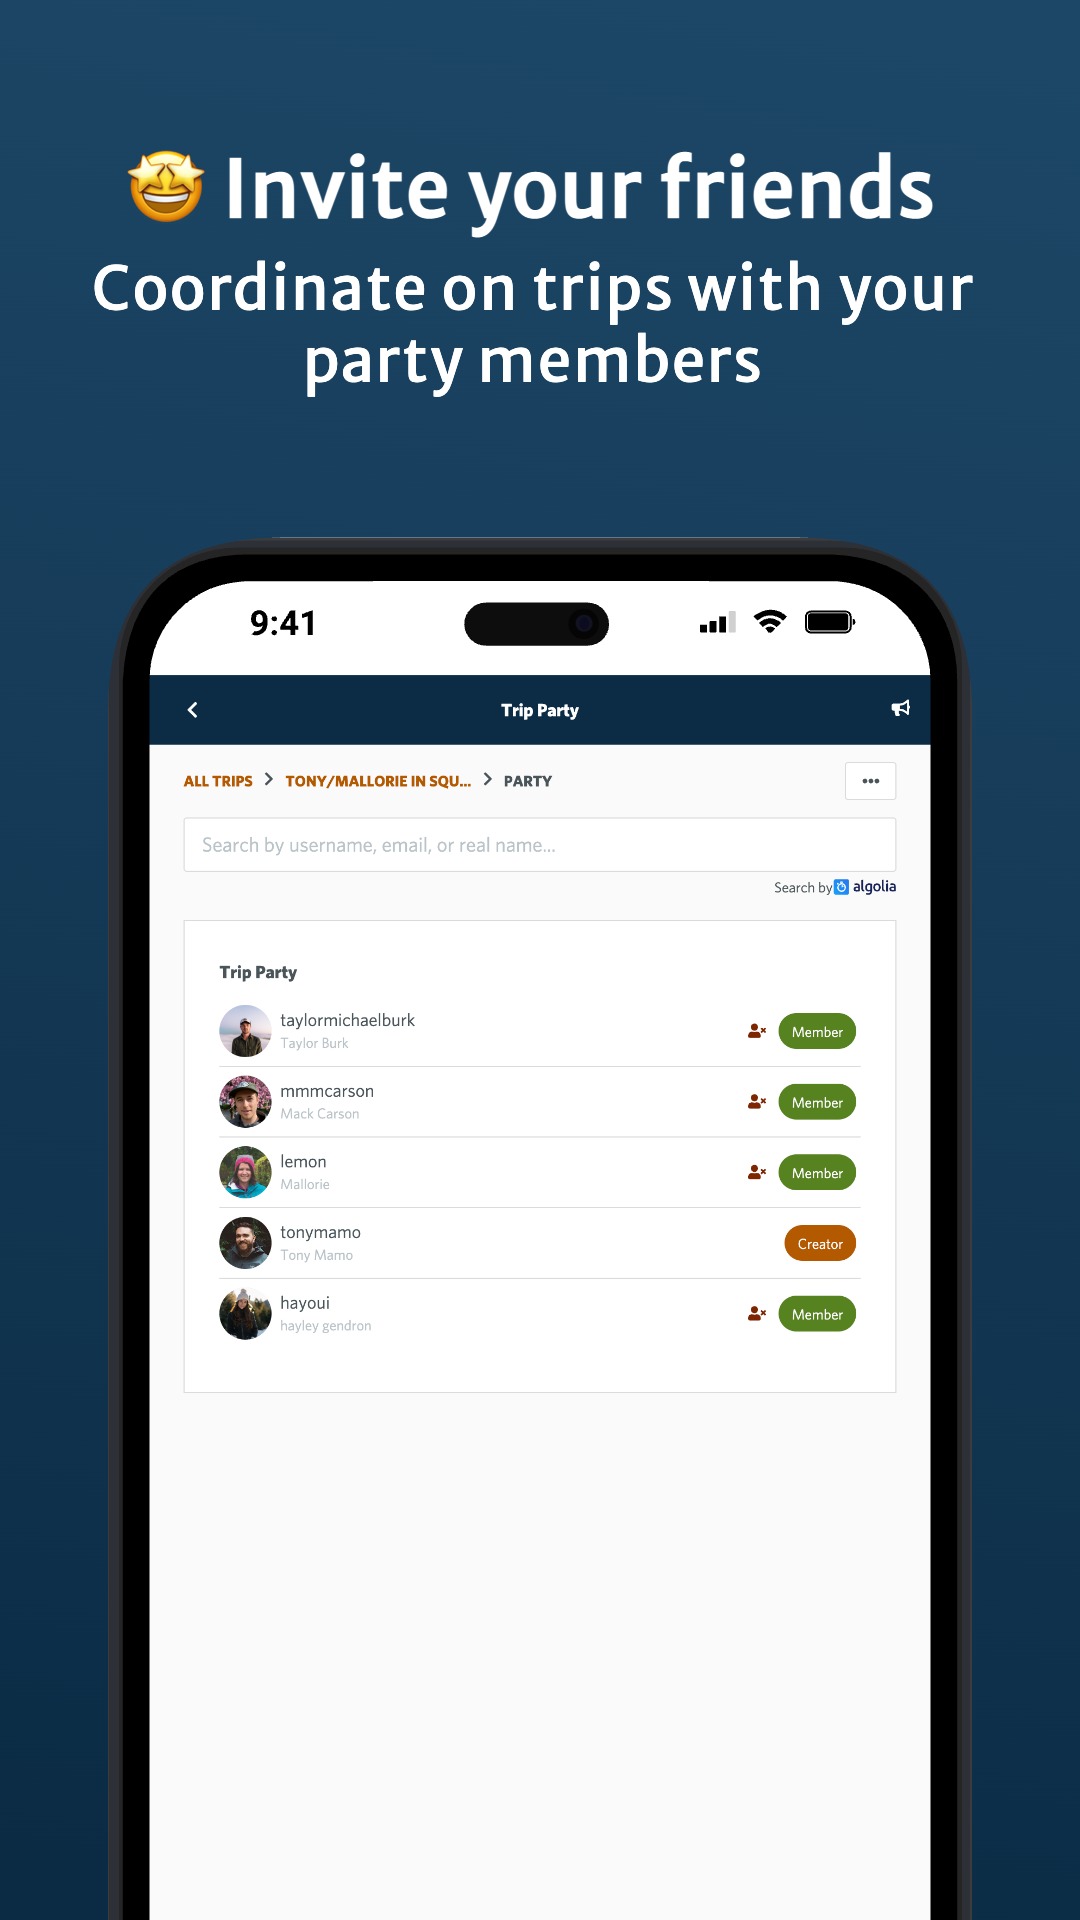 🤩 Invite your friends
Coordinate on trips with your
party members
9:41
Trip Party
ALL TRIPS > TONY/MALLORIE IN SQU... > PARTY
Search by username, email, or real name...
Search by algolia
Trip Party
taylormichaelburk
Taylor Burk
Member
mmmcarson
Mack Carson
Member
lemon
Mallorie
Member
tonymamo
Tony Mamo
Creator
hayoui
hayley gendron
Member